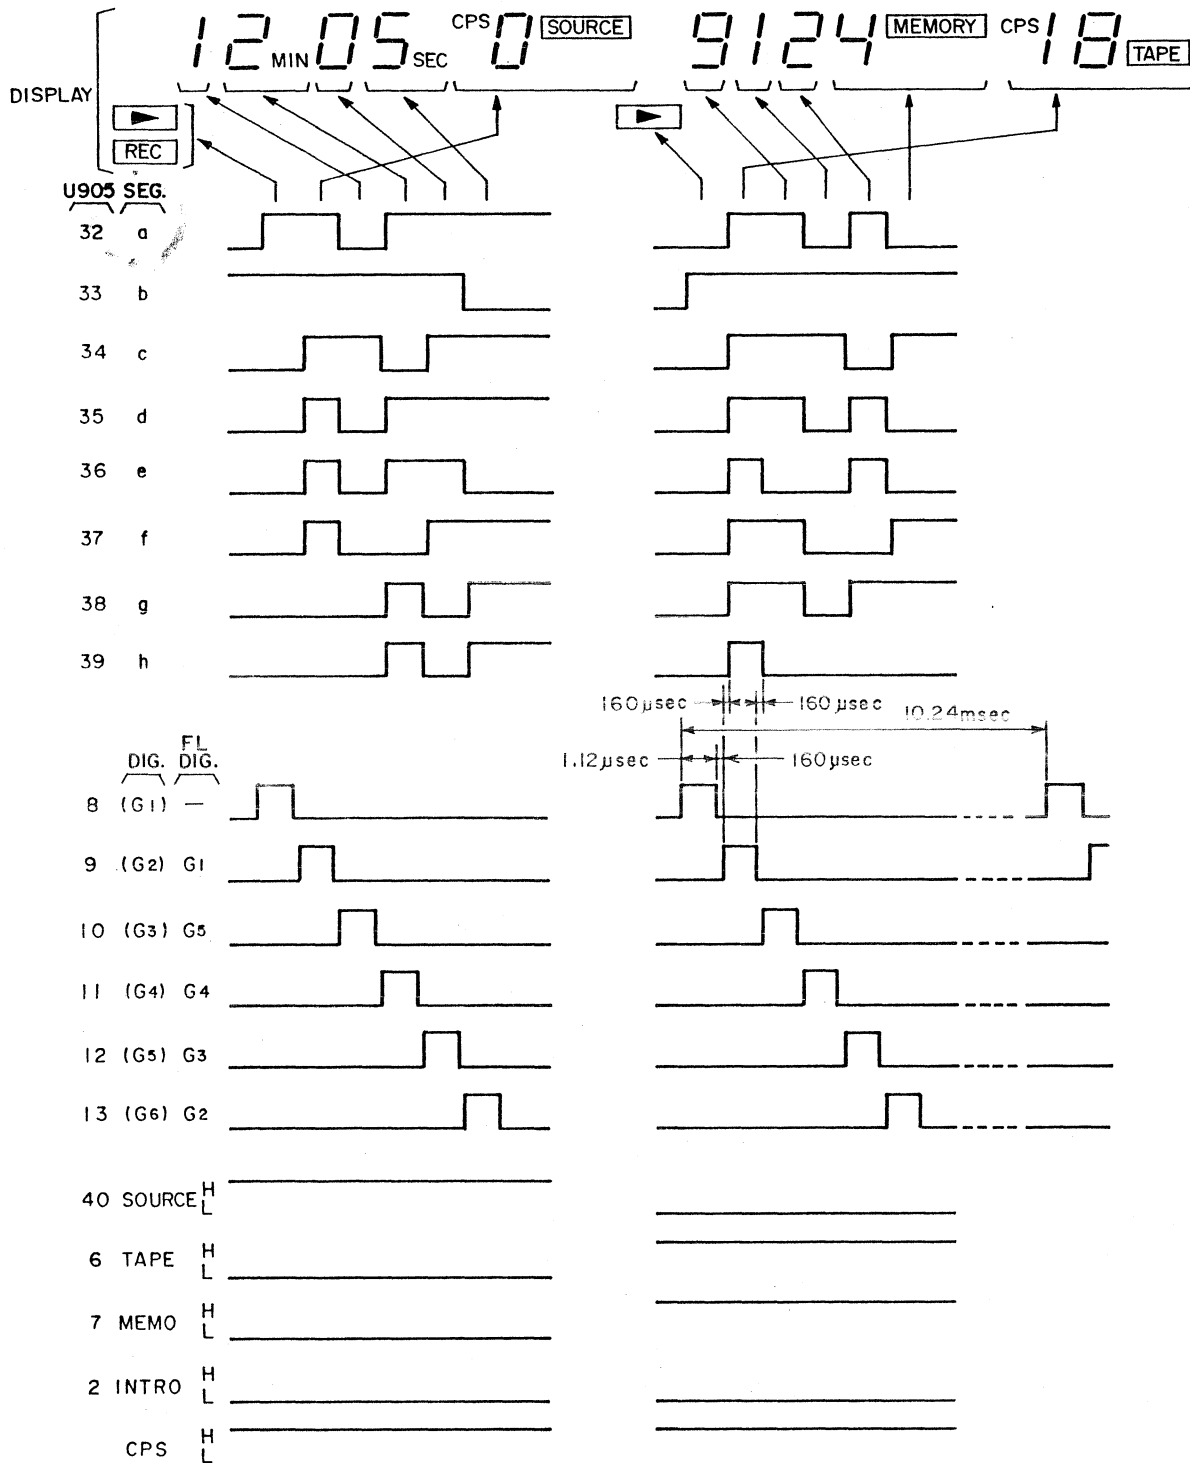 12 MIN 05 SEC CPS 0 SOURCE 9124 MEMORY CPS 18 TAPE
DISPLAY
REC
U905 SEG.
32 a
33 b
34 c
35 d
36 e
37 f
38 g
39 h
160µsec 160µsec 10.24msec
1.12µsec 160µsec
DIG. FL DIG.
8 (G1) —
9 (G2) G1
10 (G3) G5
11 (G4) G4
12 (G5) G3
13 (G6) G2
40 SOURCE H L
6 TAPE H L
7 MEMO H L
2 INTRO H L
CPS H L